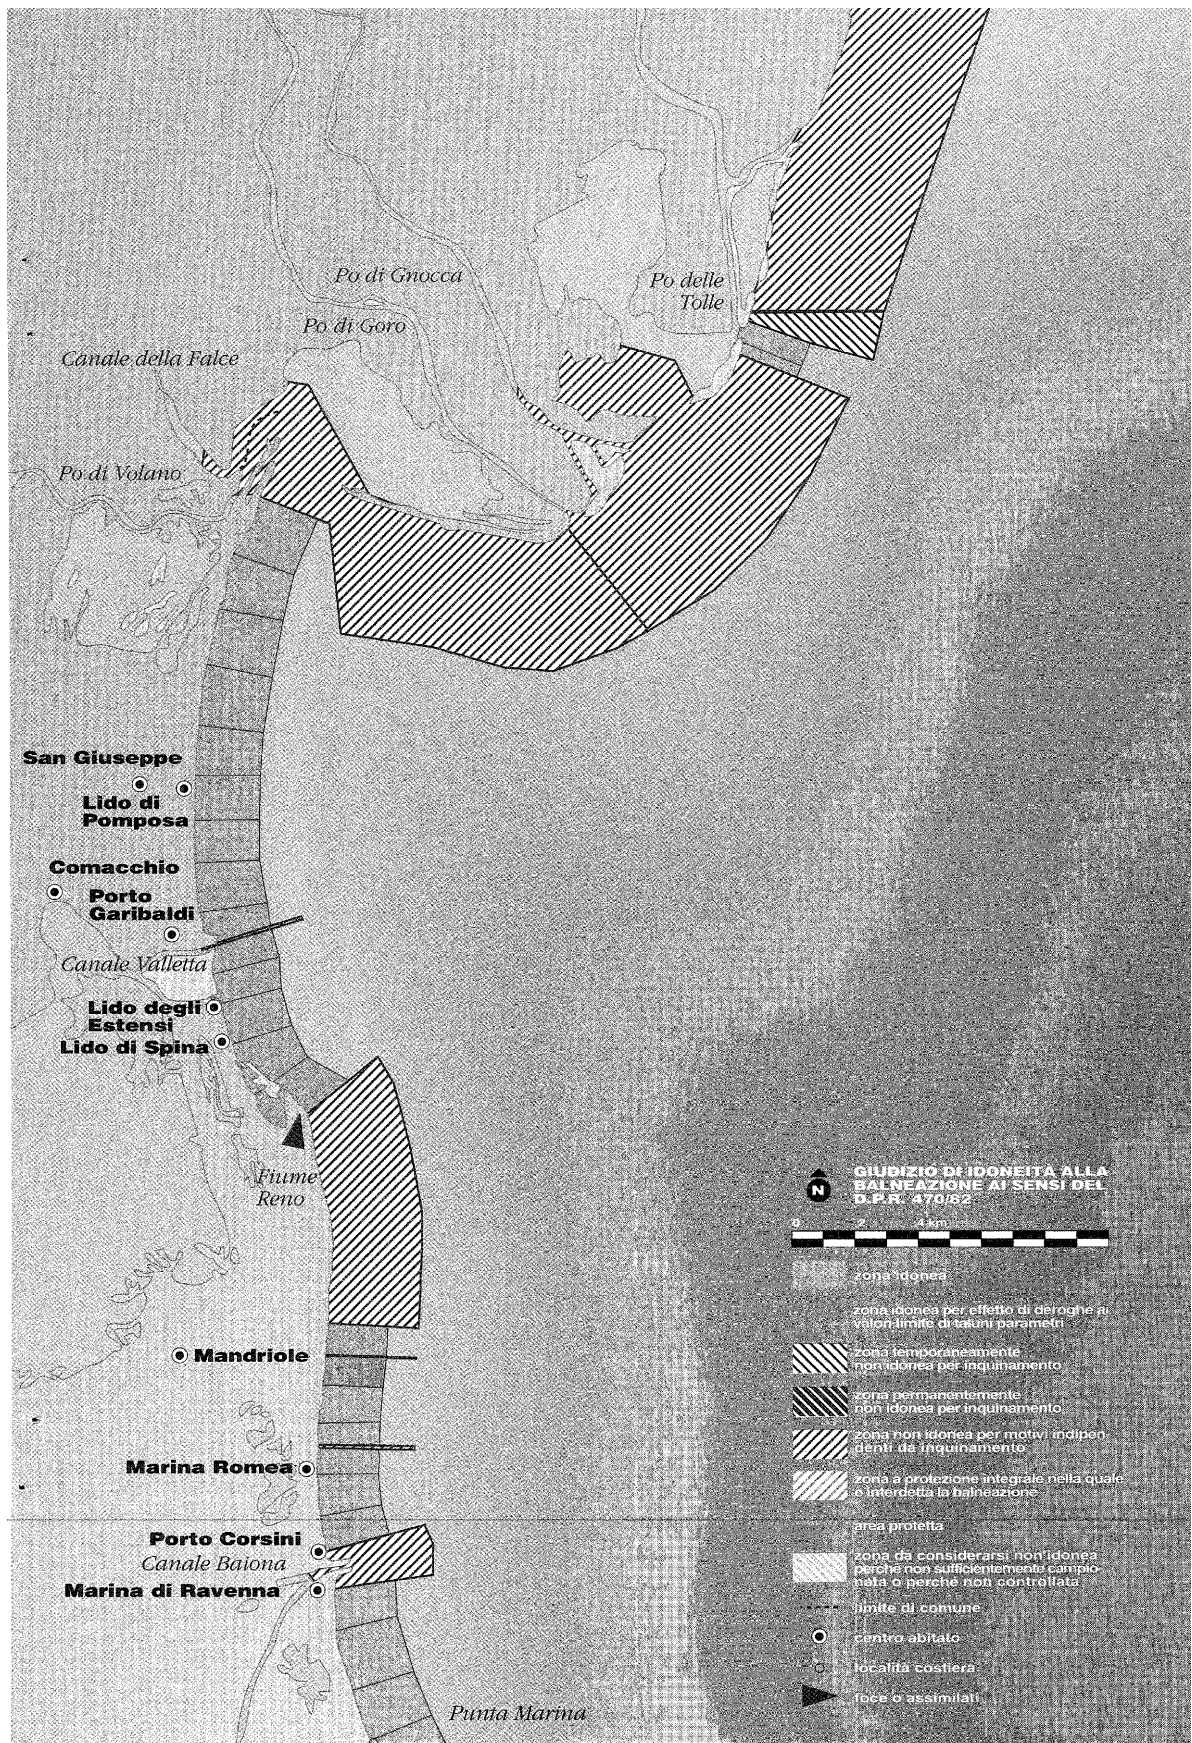 Po di Gnocca
Po delle
Tolle
Po di Goro
Canale della Falce
Po di Volano
San Giuseppe
Lido di
Pomposa
Comacchio
Porto
Garibaldi
Canale Valletta
Lido degli
Estensi
Lido di Spina
Fiume
Reno
Mandriole
Marina Romea
Porto Corsini
Canale Baiona
Marina di Ravenna
Punta Marina
N
GIUDIZIO DI IDONEITÀ ALLA
BALNEAZIONE AI SENSI DEL
D.P.R. 470/82
0 2 4 km
zona idonea
zona idonea per effetto di deroghe ai
valori-limite di taluni parametri
zona temporaneamente
non idonea per inquinamento
zona permanentemente
non idonea per inquinamento
zona non idonea per motivi indipen
denti da inquinamento
zona a protezione integrale nella quale
è interdetta la balneazione
area protetta
zona da considerarsi non idonea
perché non sufficientemente campio-
nata o perché non controllata
limite di comune
centro abitato
località costiera
foce o assimilati